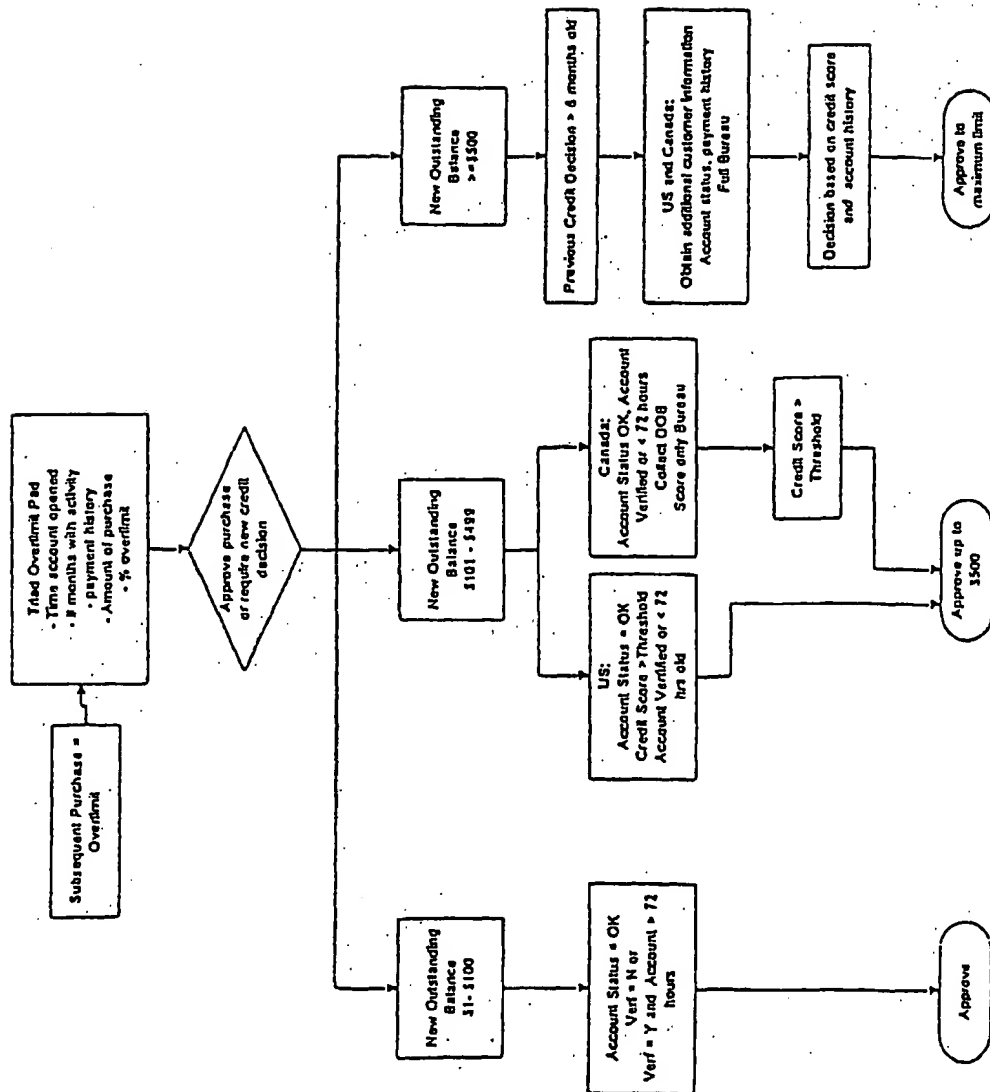 Subsequent Purchase =
Overlimit
Triad Overlimit Pad
- Time account opened
- # months with activity
- payment history
- Amount of purchase
- % overlimit
Approve purchase
or require new credit
decision
New Outstanding
Balance
$1- $100
Account Status = OK
Verf = N or
Verf = Y and Account > 72
hours
Approve
New Outstanding
Balance
$101 - $499
US:
Account Status = OK
Credit Score > Threshold
Account Verified or < 72
hrs old
Canada:
Account Status OK, Account
Verified or < 72 hours
Collect DOB
Score only Bureau
Credit Score >
Threshold
Approve up to
$500
New Outstanding
Balance
>=$500
Previous Credit Decision > 6 months old
US and Canada:
Obtain additional customer information
Account status, payment history
Full Bureau
Decision based on credit score
and account history
Approve to
maximum limit